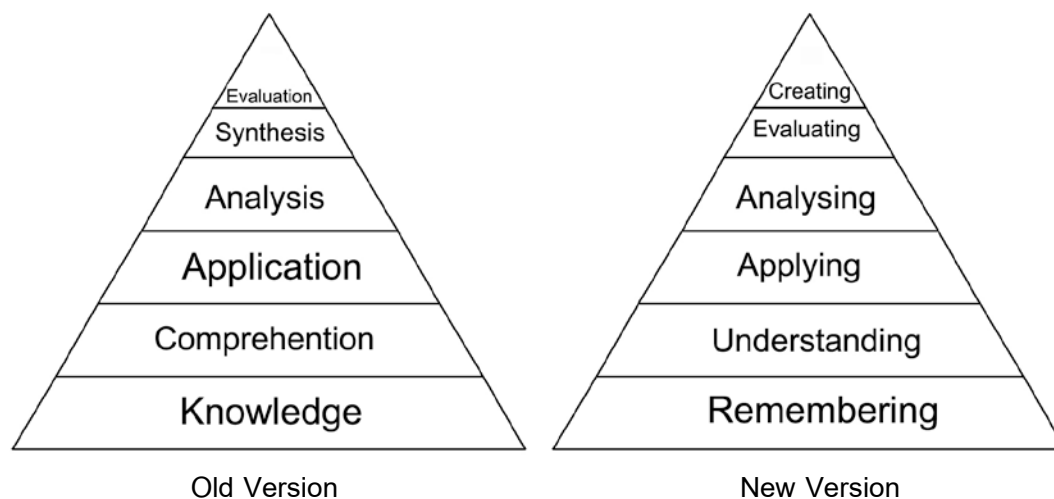 Evaluation
Synthesis
Analysis
Application
Comprehention
Knowledge
Old Version
Creating
Evaluating
Analysing
Applying
Understanding
Remembering
New Version